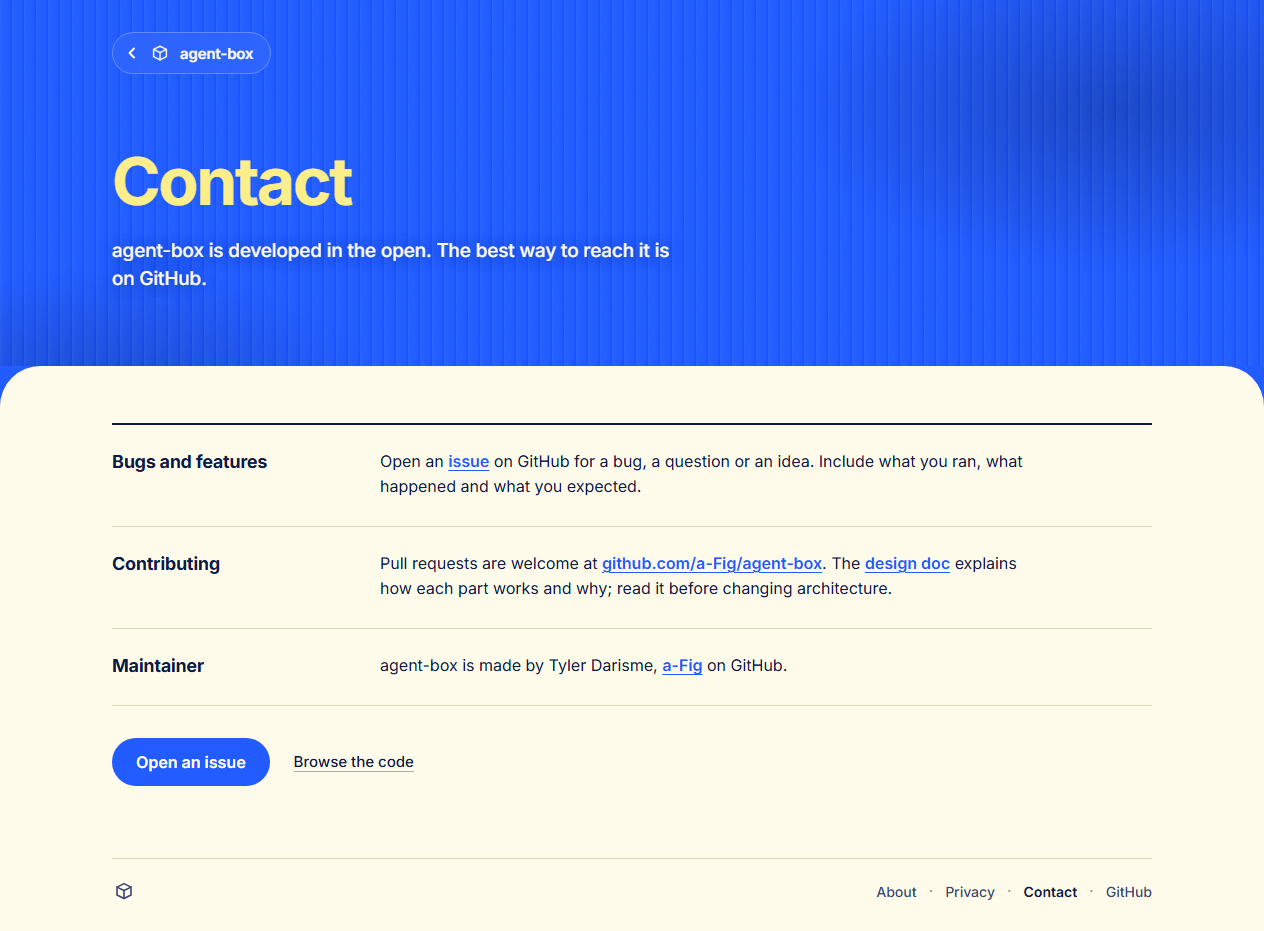 agent-box
Contact
agent-box is developed in the open. The best way to reach it is
on GitHub.
Bugs and features
Open an issue on GitHub for a bug, a question or an idea. Include what you ran, what
happened and what you expected.
Contributing
Pull requests are welcome at github.com/a-Fig/agent-box. The design doc explains
how each part works and why; read it before changing architecture.
Maintainer
agent-box is made by Tyler Darisme, a-Fig on GitHub.
Open an issue
Browse the code
About · Privacy · Contact · GitHub